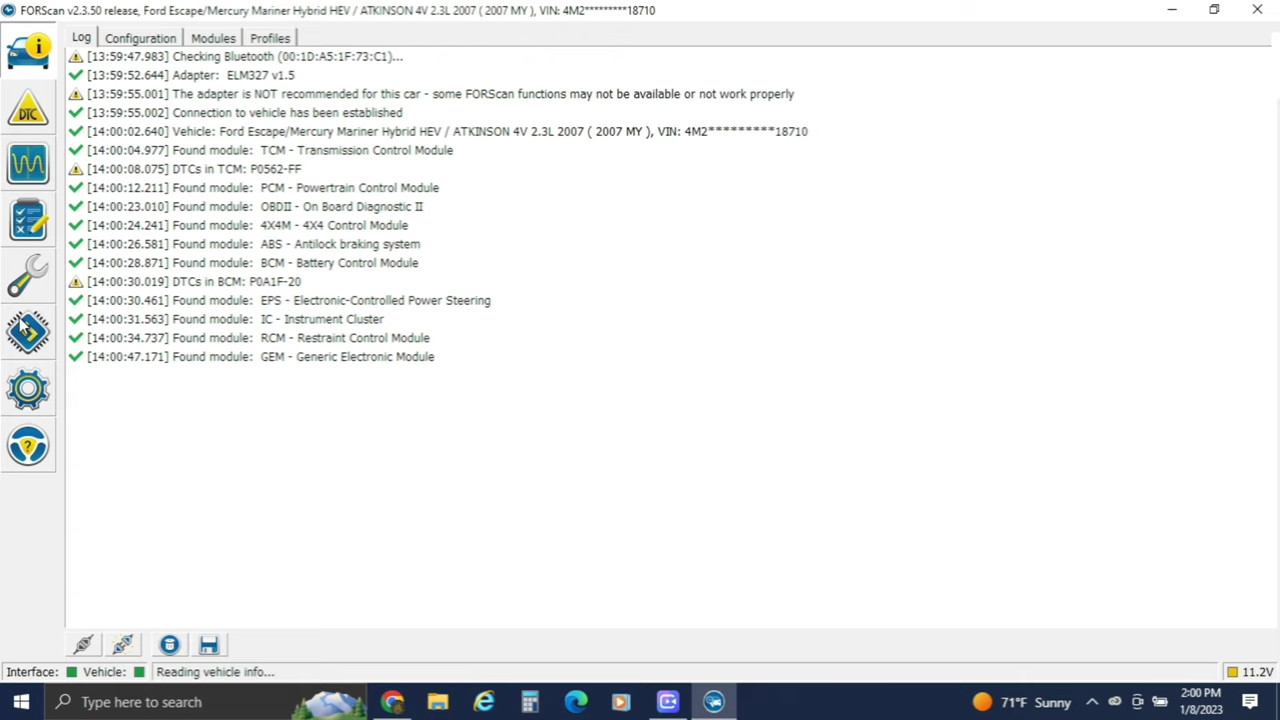 FORScan v2.3.50 release, Ford Escape/Mercury Mariner Hybrid HEV / ATKINSON 4V 2.3L 2007 ( 2007 MY ), VIN: 4M2*********18710
Log Configuration Modules Profiles
[13:59:47.983] Checking Bluetooth (00:1D:A5:1F:73:C1)...
[13:59:52.644] Adapter: ELM327 v1.5
[13:59:55.001] The adapter is NOT recommended for this car - some FORScan functions may not be available or not work properly
[13:59:55.002] Connection to vehicle has been established
[14:00:02.640] Vehicle: Ford Escape/Mercury Mariner Hybrid HEV / ATKINSON 4V 2.3L 2007 ( 2007 MY ), VIN: 4M2*********18710
[14:00:04.977] Found module: TCM - Transmission Control Module
[14:00:08.075] DTCs in TCM: P0562-FF
[14:00:12.211] Found module: PCM - Powertrain Control Module
[14:00:23.010] Found module: OBDII - On Board Diagnostic II
[14:00:24.241] Found module: 4X4M - 4X4 Control Module
[14:00:26.581] Found module: ABS - Antilock braking system
[14:00:28.871] Found module: BCM - Battery Control Module
[14:00:30.019] DTCs in BCM: P0A1F-20
[14:00:30.461] Found module: EPS - Electronic-Controlled Power Steering
[14:00:31.563] Found module: IC - Instrument Cluster
[14:00:34.737] Found module: RCM - Restraint Control Module
[14:00:47.171] Found module: GEM - Generic Electronic Module
DTC
Interface: Vehicle: Reading vehicle info... 11.2V
Type here to search 71°F Sunny 2:00 PM
1/8/2023